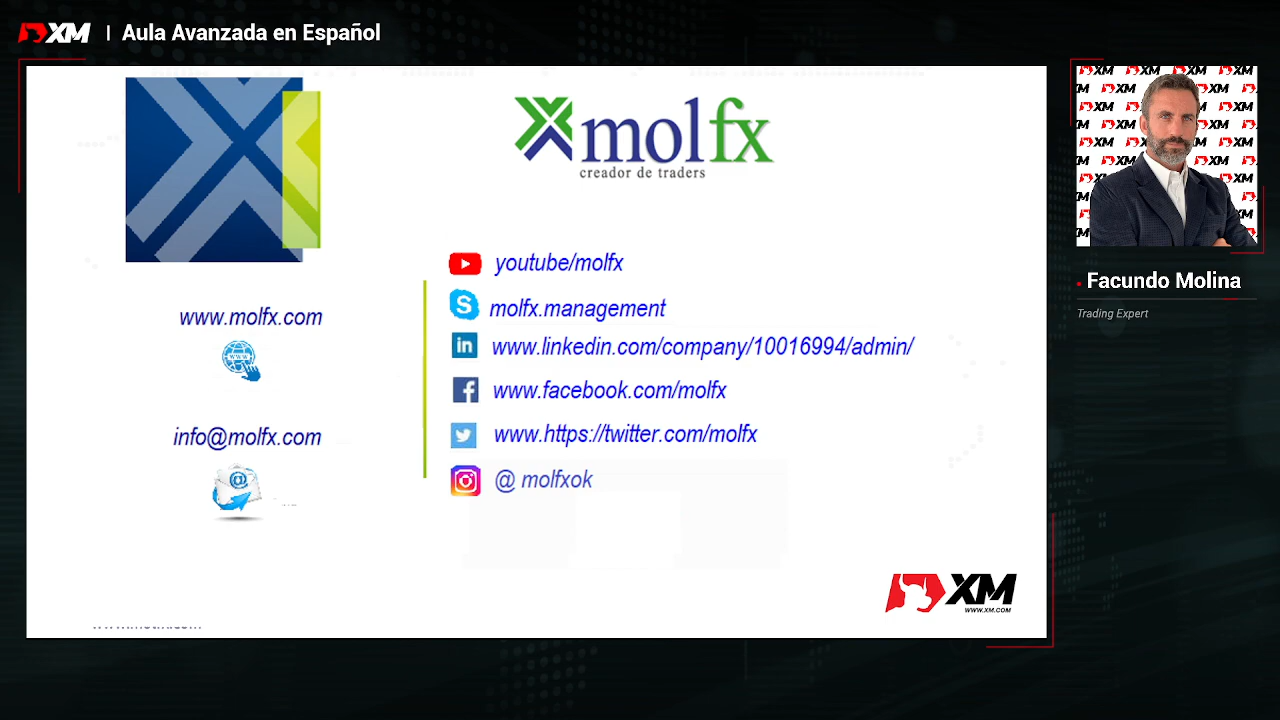 XM | Aula Avanzada en Español
molfx
creador de traders
youtube/molfx
www.molfx.com
molfx.management
www.linkedin.com/company/10016994/admin/
www.facebook.com/molfx
info@molfx.com
www.https://twitter.com/molfx
@ molfxok
XM
WWW.XM.COM
Facundo Molina
Trading Expert